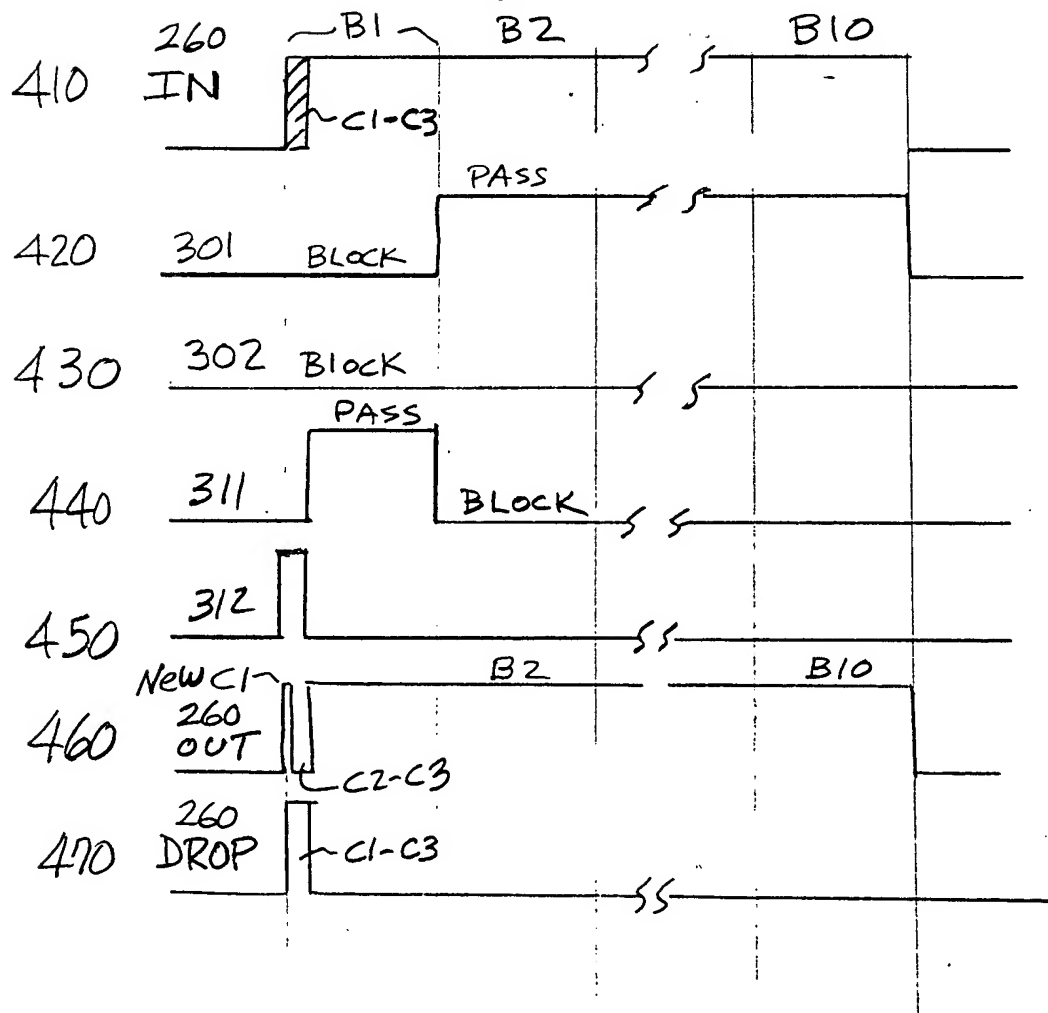 B1 B2 B10
260
410 IN
C1-C3
PASS
420 301 BLOCK
430 302 BlOCK
PASS
440 311 BLOCK
450 312
New C1 B2 B10
260
460 OUT
C2-C3
260
470 DROP C1-C3